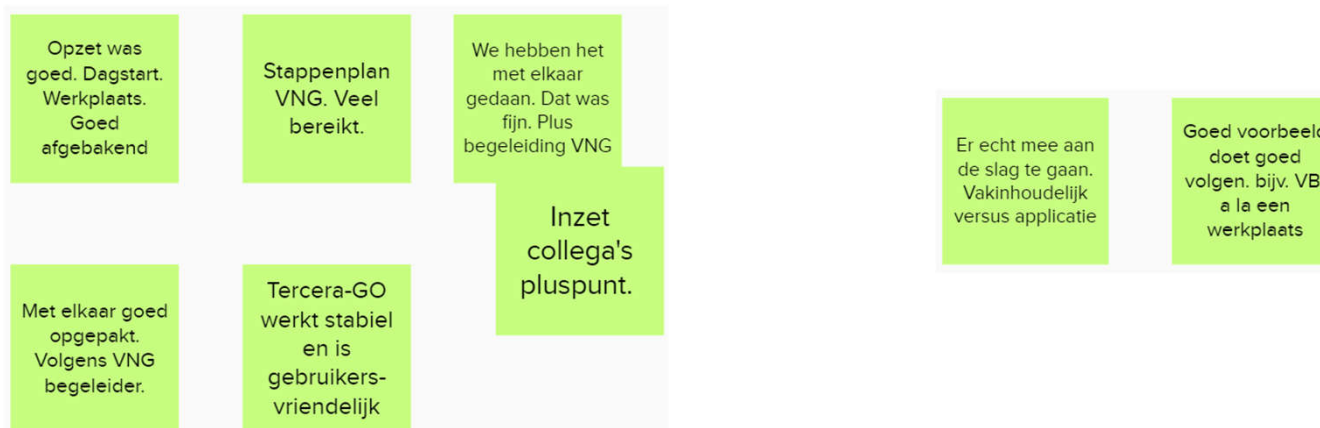 Opzet was
goed. Dagstart.
Werkplaats.
Goed
afgebakend
Stappenplan
VNG. Veel
bereikt.
We hebben het
met elkaar
gedaan. Dat was
fijn. Plus
begeleiding VNG
Inzet
collega's
pluspunt.
Met elkaar goed
opgepakt.
Volgens VNG
begeleider.
Tercera-GO
werkt stabiel
en is
gebruikers-
vriendelijk
Er echt mee aan
de slag te gaan.
Vakinhoudelijk
versus applicatie
Goed voorbeeld
doet goed
volgen. bijv. VB
a la een
werkplaats